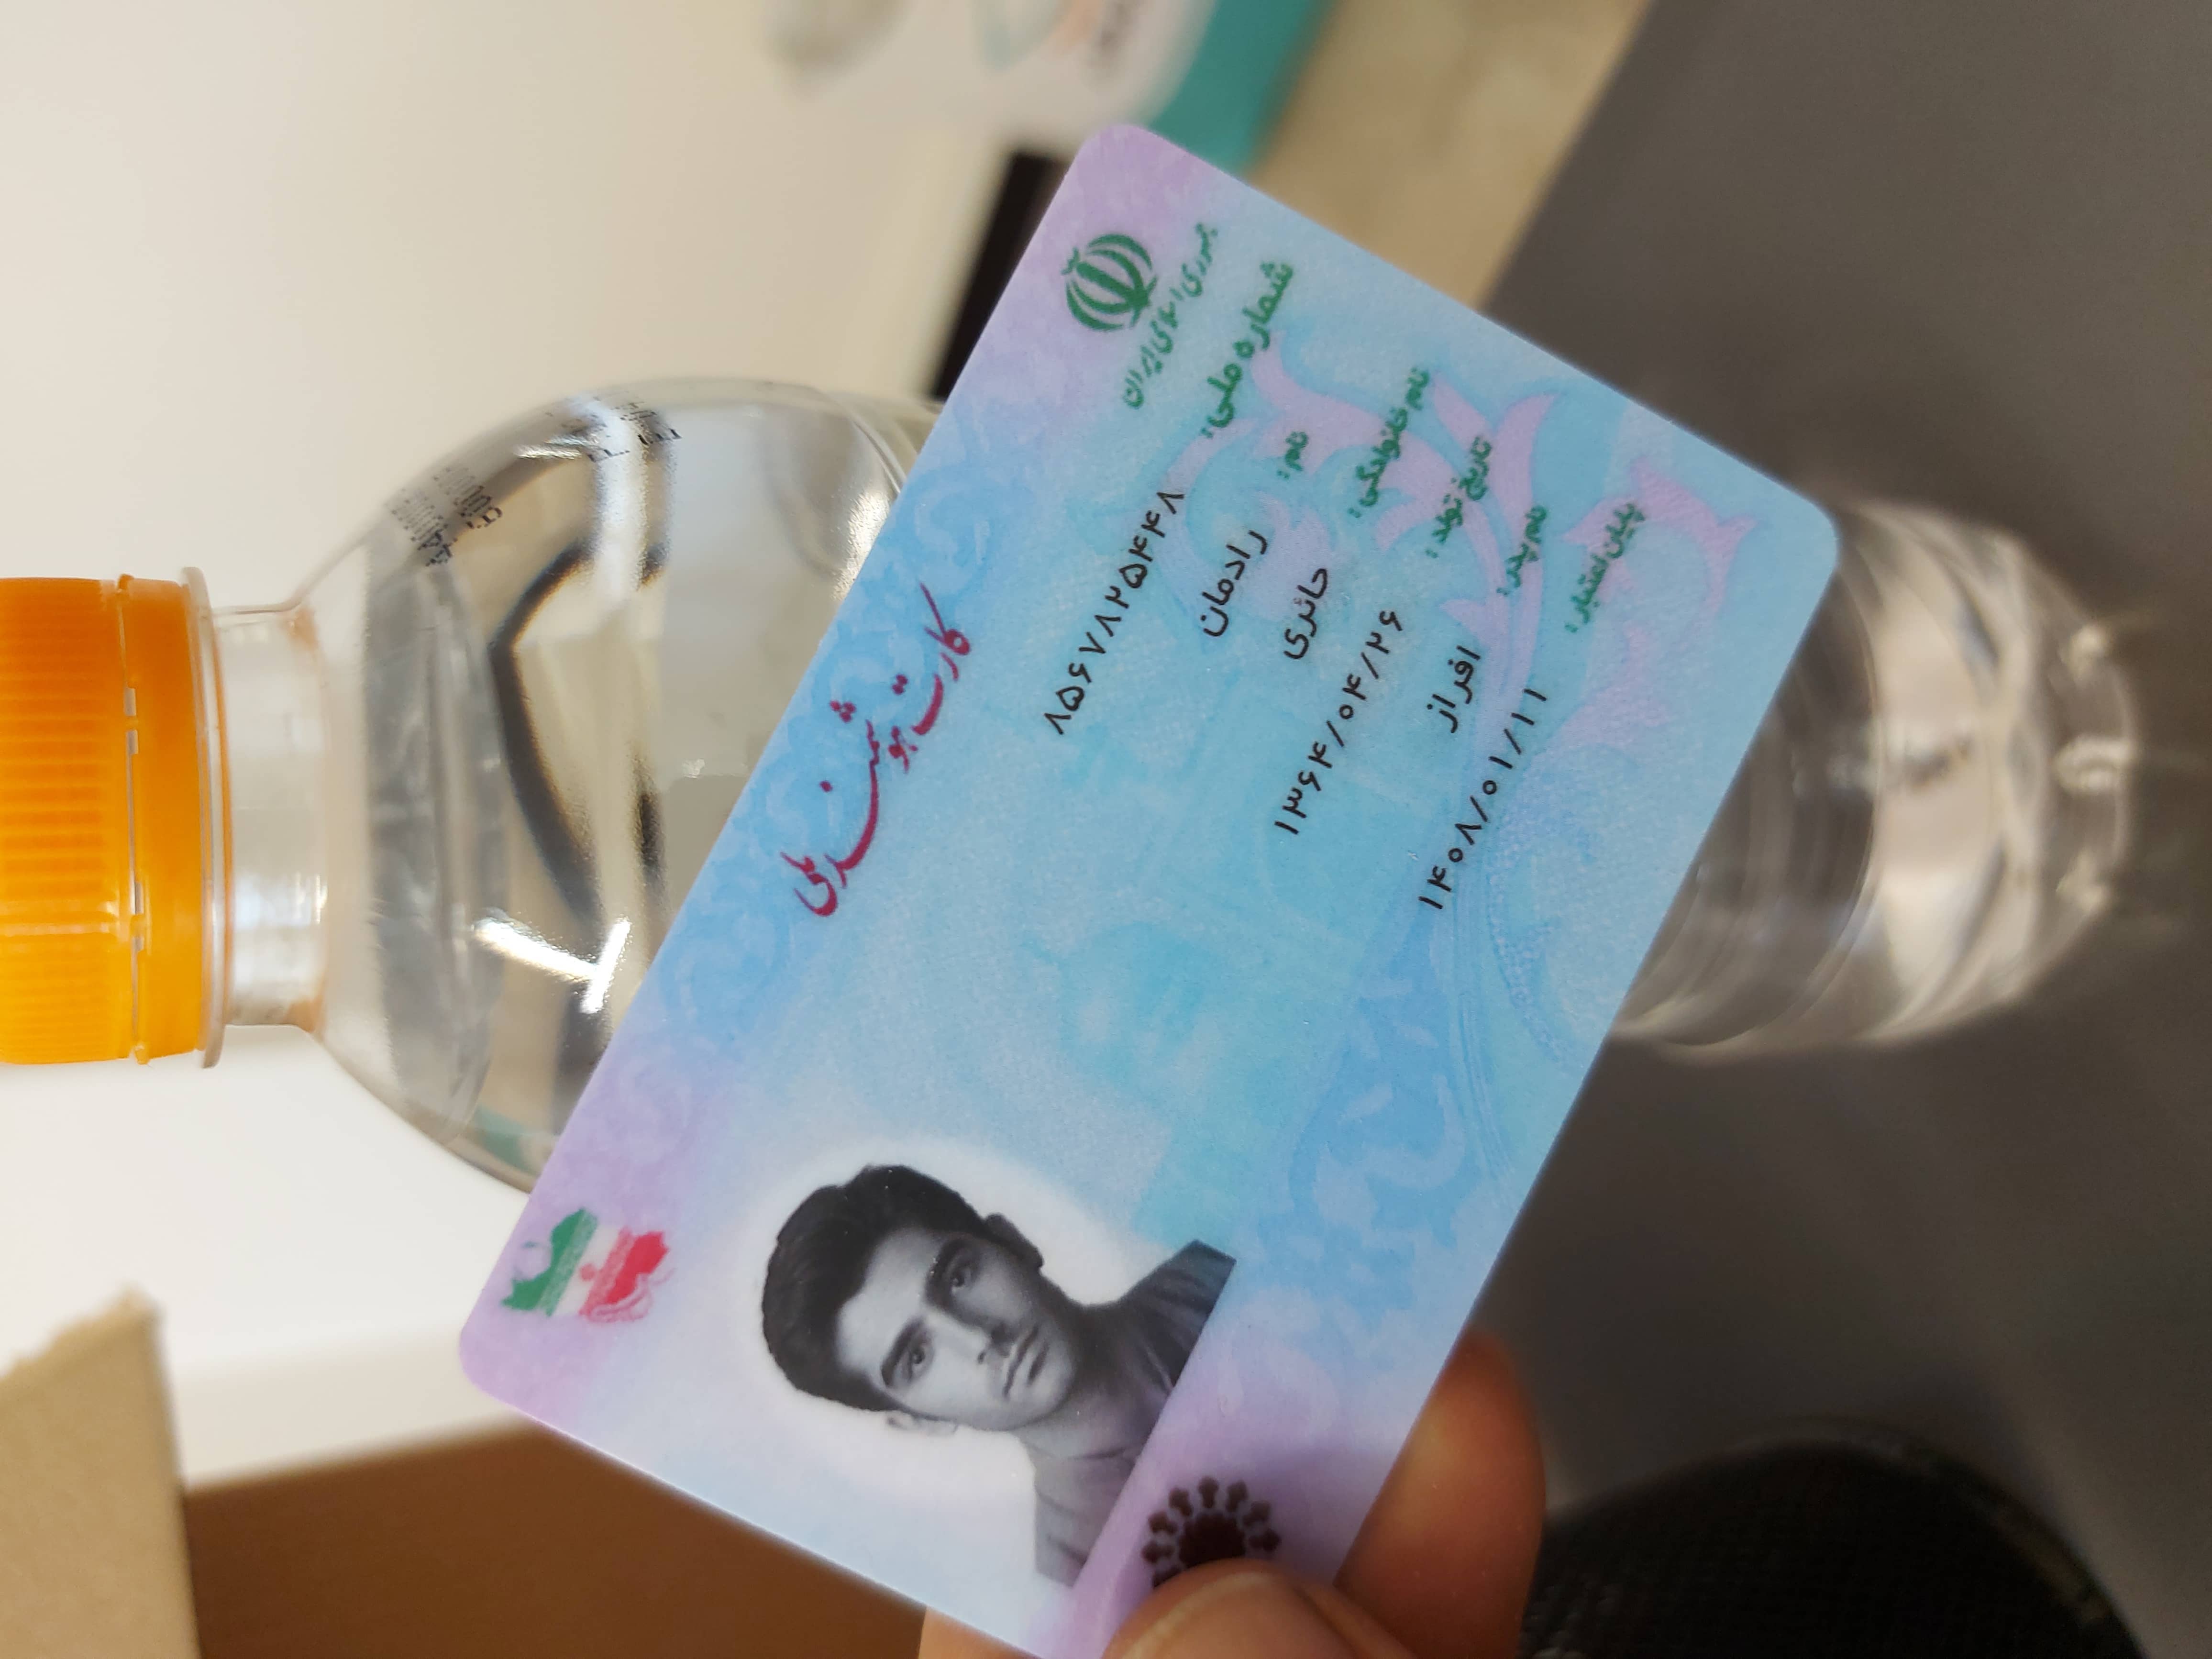 جمهوری اسلامی ایران
کارت هوشمند ملی
شماره ملی: ۸۵۶۷۸۲۵۴۴۸
نام: رادمان
نام خانوادگی: حائری
تاریخ تولد: ۱۳۶۴/۰۴/۲۶
نام پدر: افراز
پایان اعتبار: ۱۴۰۸/۰۱/۱۱